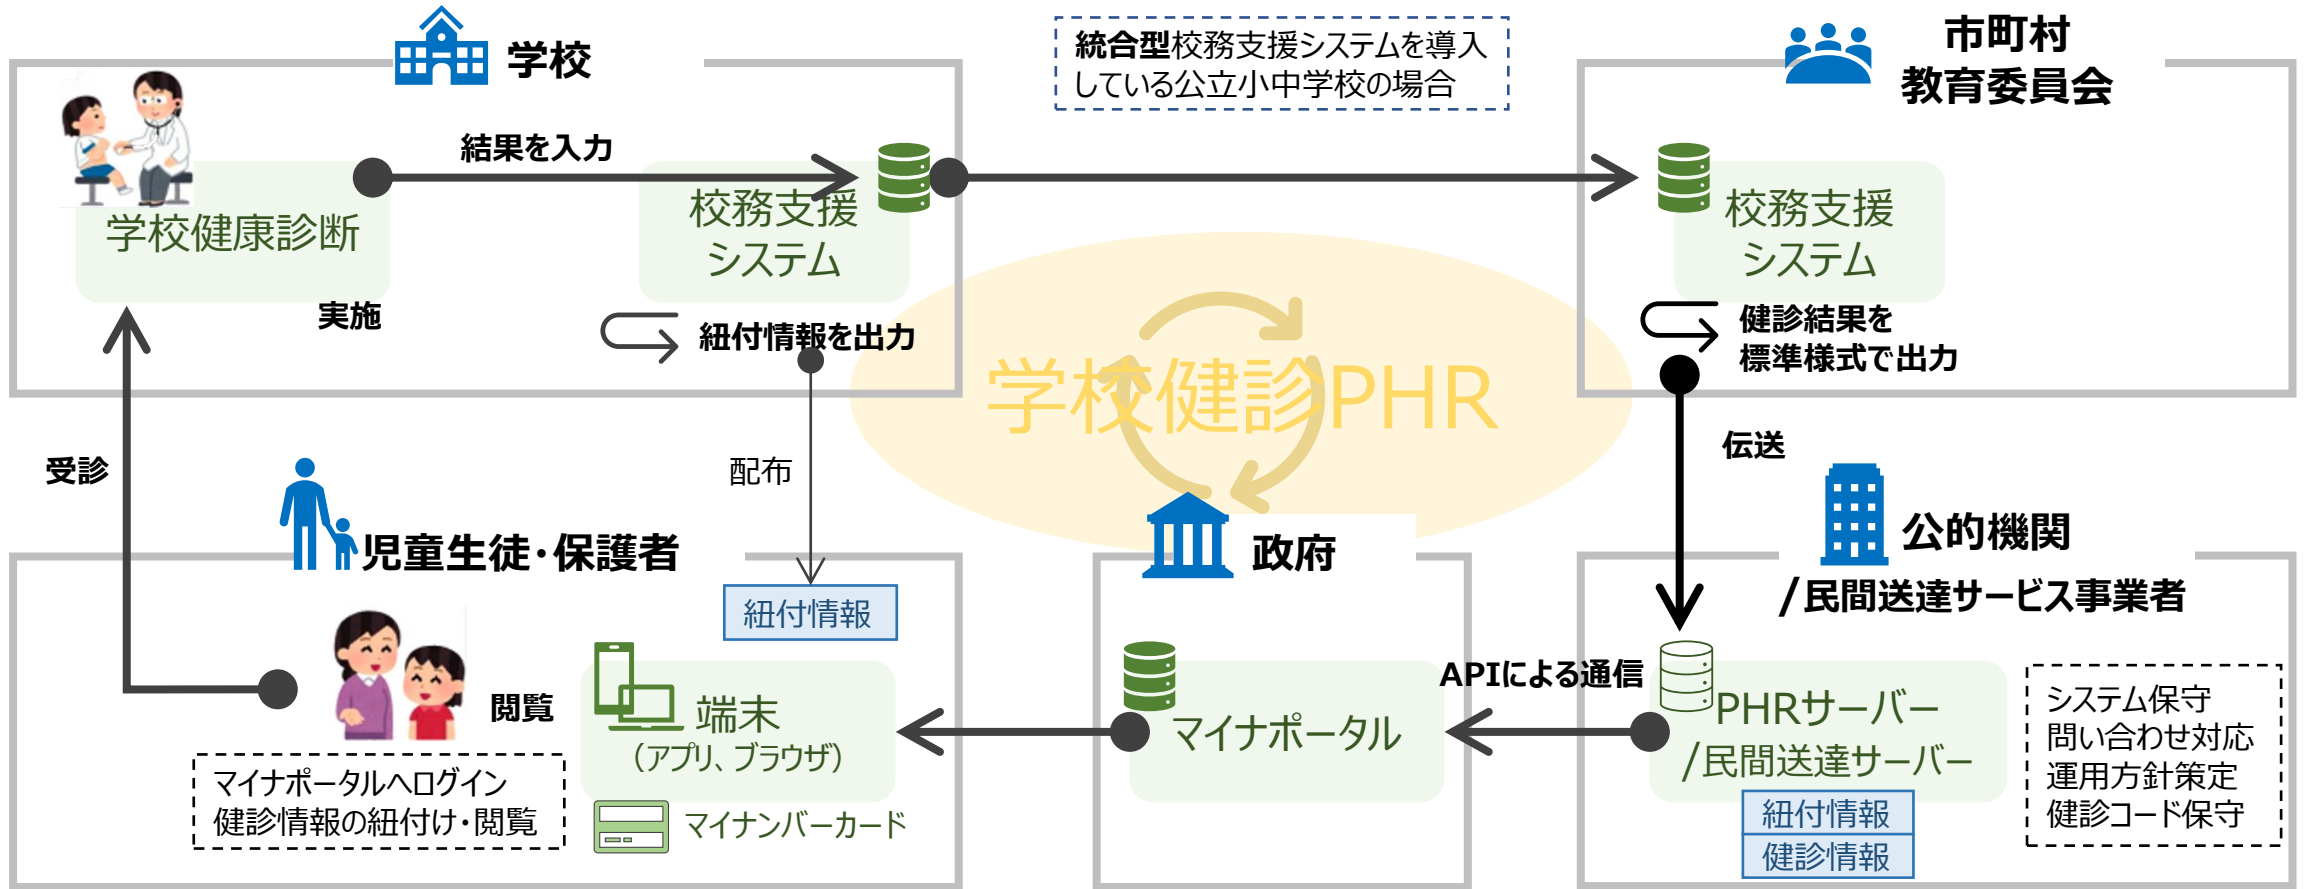 学校
統合型校務支援システムを導入
している公立小中学校の場合
市町村
教育委員会
結果を入力
学校健康診断
校務支援
システム
校務支援
システム
実施
紐付情報を出力
健診結果を
標準様式で出力
学校健診PHR
受診
配布
伝送
児童生徒・保護者
政府
公的機関
/民間送達サービス事業者
紐付情報
閲覧
端末
（アプリ、ブラウザ）
マイナポータル
APIによる通信
PHRサーバー
/民間送達サーバー
システム保守
問い合わせ対応
運用方針策定
健診コード保守
マイナポータルへログイン
健診情報の紐付け・閲覧
マイナンバーカード
紐付情報
健診情報